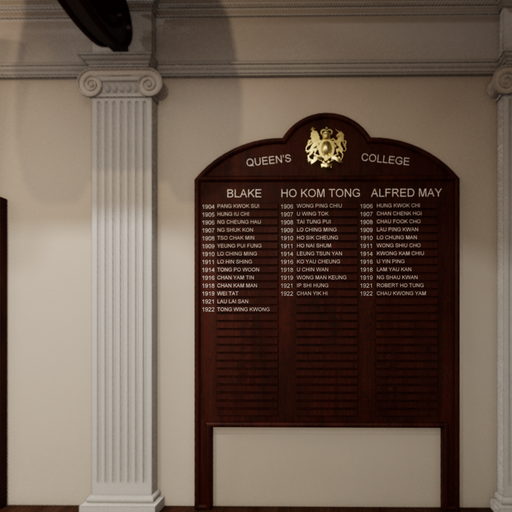 QUEEN'S COLLEGE
BLAKE
1904 PANG KWOK SUI
1905 HUNG IU CHI
1906 NG CHEUNG HAU
1907 NG SHUK KON
1908 TSO CHAK MIN
1909 YEUNG PUI FUNG
1910 LO CHING MING
1911 LO HIN SHING
1914 TONG PO WOON
1916 CHAN YAM TIN
1918 CHAN KAM MAN
1919 WEI TAT
1921 LAU LAI SAN
1922 TONG WING KWONG
HO KOM TONG
1906 WONG PING CHIU
1907 U WING TOK
1908 TAI TUNG PUI
1909 LO CHING MING
1910 HO SIK CHEUNG
1911 HO NAI SHUM
1914 LEUNG TSUN YAN
1916 KO YAU CHEUNG
1918 U CHIN WAN
1919 WONG MAN KEUNG
1921 IP SHI HUNG
1922 CHAN YIK HI
ALFRED MAY
1906 HUNG KWOK CHI
1907 CHAN CHENK HOI
1908 CHAU FOOK CHO
1909 LAU PING KWAN
1910 LO CHUNG MAN
1911 WONG SHIU CHO
1914 KWONG KAM CHIU
1916 U YIN PING
1918 LAM YAU KAN
1919 NG SHAU KWAN
1921 ROBERT HO TUNG
1922 CHAU KWONG YAM